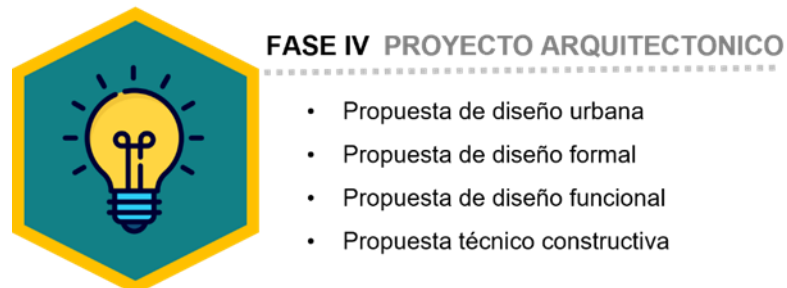 FASE IV PROYECTO ARQUITECTONICO
• Propuesta de diseño urbana
• Propuesta de diseño formal
• Propuesta de diseño funcional
• Propuesta técnico constructiva